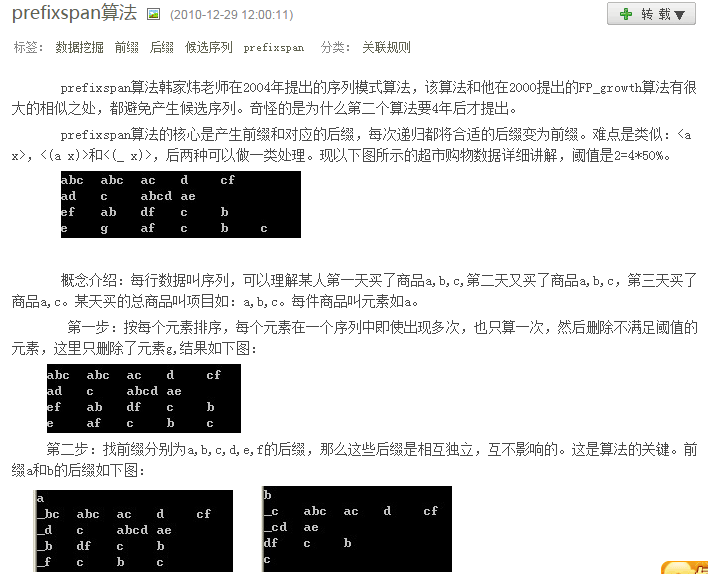 prefixspan算法 (2010-12-29 12:00:11) 转 载▼
标签: 数据挖掘 前缀 后缀 候选序列 prefixspan 分类: 关联规则
prefixspan算法韩家炜老师在2004年提出的序列模式算法，该算法和他在2000提出的FP_growth算法有很
大的相似之处，都避免产生候选序列。奇怪的是为什么第二个算法要4年后才提出。
prefixspan算法的核心是产生前缀和对应的后缀，每次递归都将合适的后缀变为前缀。难点是类似：<a
x>，<(a x)>和<(_ x)>，后两种可以做一类处理。现以下图所示的超市购物数据详细讲解，阈值是2=4*50%。
abc abc ac d cf
ad c abcd ae
ef ab df c b
e g af c b c
概念介绍：每行数据叫序列，可以理解某人第一天买了商品a,b,c,第二天又买了商品a,b,c，第三天买了
商品a,c。某天买的总商品叫项目如：a,b,c。每件商品叫元素如a。
第一步：按每个元素排序，每个元素在一个序列中即使出现多次，也只算一次，然后删除不满足阈值的
元素，这里只删除了元素g,结果如下图：
abc abc ac d cf
ad c abcd ae
ef ab df c b
e af c b c
第二步：找前缀分别为a,b,c,d,e,f的后缀，那么这些后缀是相互独立，互不影响的。这是算法的关键。前
缀a和b的后缀如下图：
a
_bc abc ac d cf
_d c abcd ae
_b df c b
_f c b c
b
_c abc ac d cf
_cd ae
df c b
c